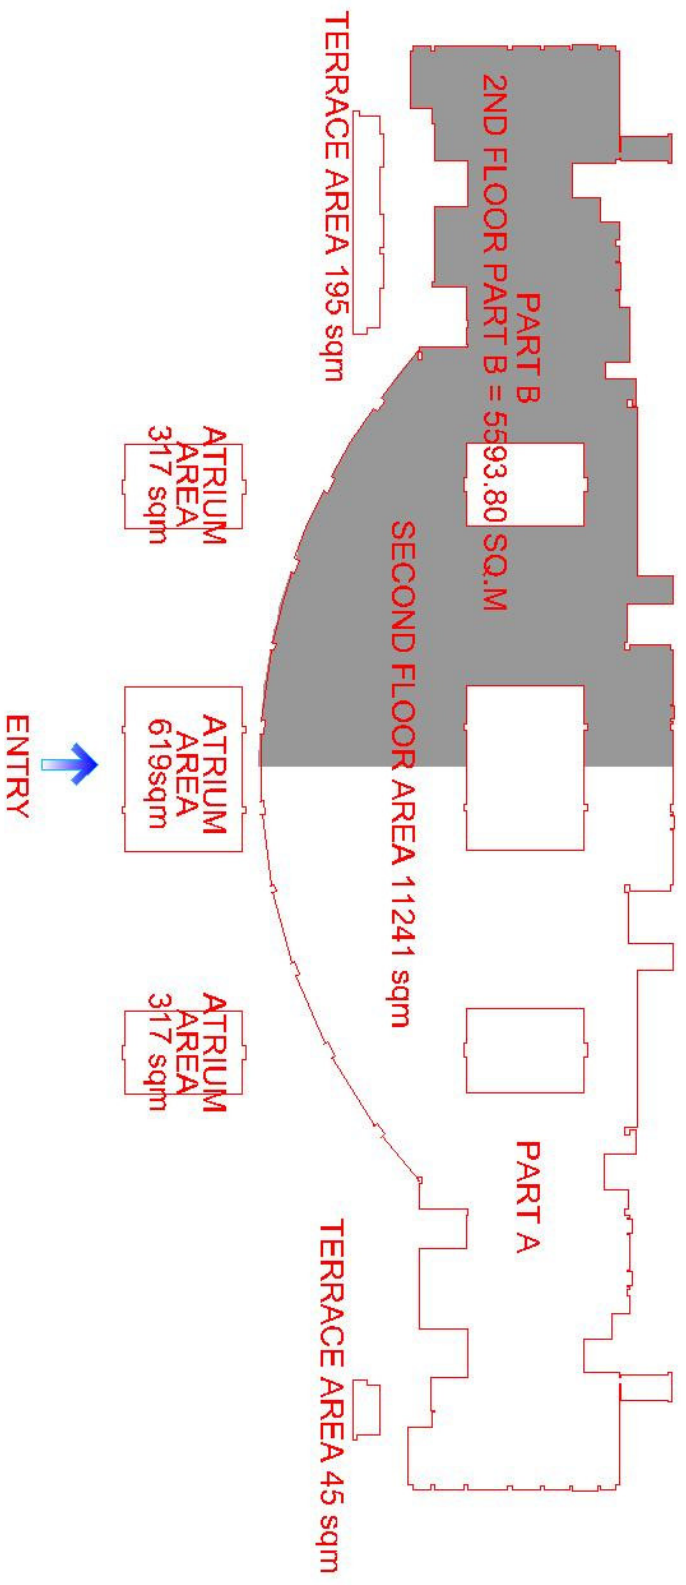 TERRACE AREA 195 sqm
2ND FLOOR PART B = 5593.80 SQ.M
PART B
ATRIUM
AREA
317 sqm
SECOND FLOOR AREA 11241 sqm
ATRIUM
AREA
619sqm
ENTRY
ATRIUM
AREA
317 sqm
PART A
TERRACE AREA 45 sqm